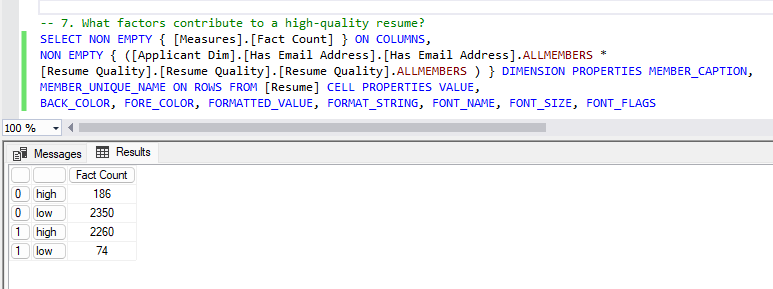 -- 7. What factors contribute to a high-quality resume?
SELECT NON EMPTY { [Measures].[Fact Count] } ON COLUMNS,
NON EMPTY { ([Applicant Dim].[Has Email Address].[Has Email Address].ALLMEMBERS *
[Resume Quality].[Resume Quality].[Resume Quality].ALLMEMBERS ) } DIMENSION PROPERTIES MEMBER_CAPTION,
MEMBER_UNIQUE_NAME ON ROWS FROM [Resume] CELL PROPERTIES VALUE,
BACK_COLOR, FORE_COLOR, FORMATTED_VALUE, FORMAT_STRING, FONT_NAME, FONT_SIZE, FONT_FLAGS
100 %
Messages Results
Fact Count
0 high 186
0 low 2350
1 high 2260
1 low 74